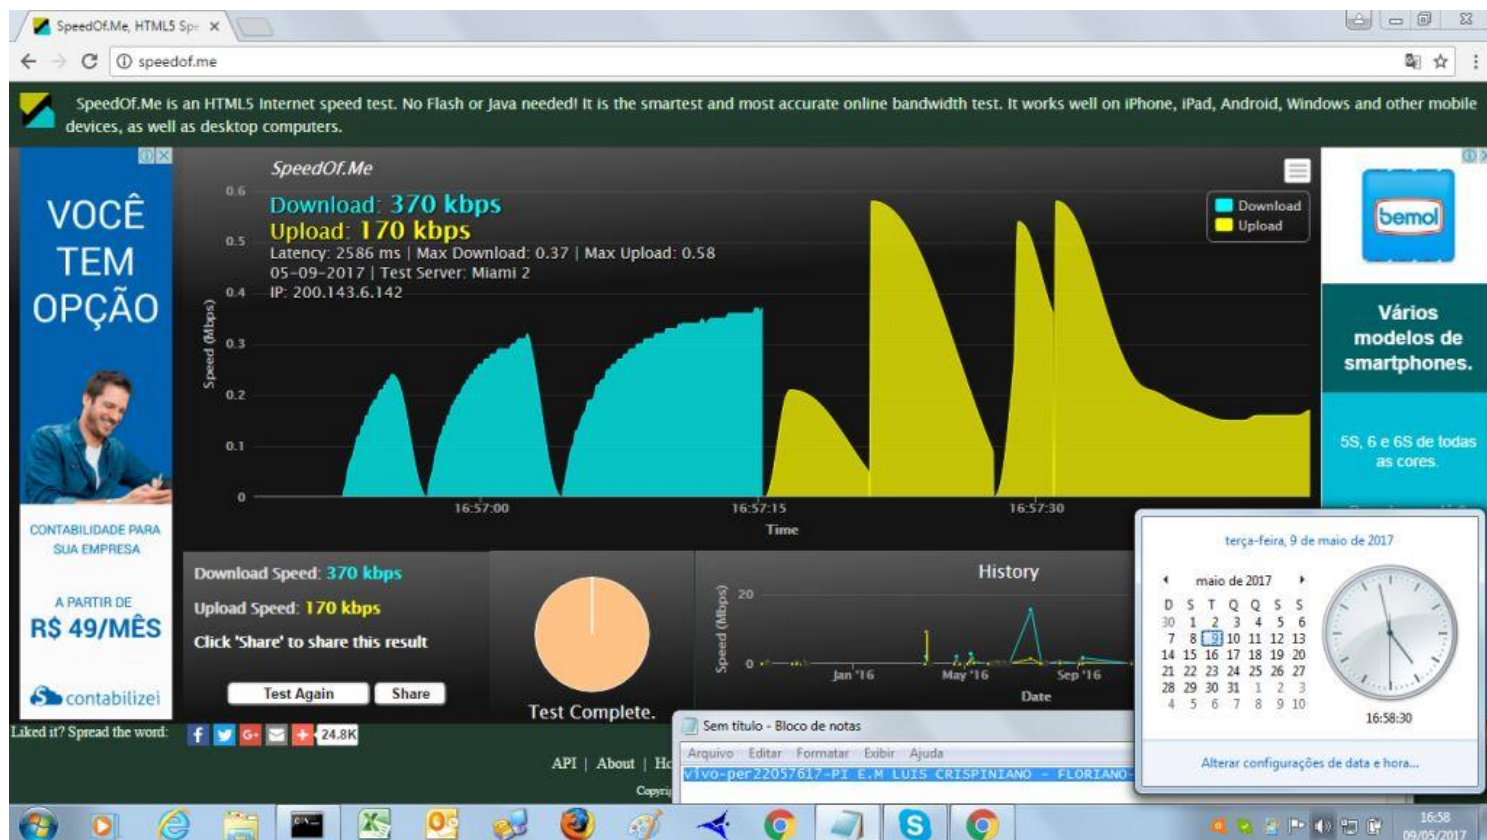 SpeedOf.Me, HTML5 Spe
speedof.me
SpeedOf.Me is an HTML5 Internet speed test. No Flash or Java needed! It is the smartest and most accurate online bandwidth test. It works well on iPhone, iPad, Android, Windows and other mobile
devices, as well as desktop computers.
VOCÊ
TEM
OPÇÃO
CONTABILIDADE PARA
SUA EMPRESA
A PARTIR DE
R$ 49/MÊS
contabilizei
SpeedOf.Me
Download: 370 kbps
Upload: 170 kbps
Latency: 2586 ms | Max Download: 0.37 | Max Upload: 0.58
05-09-2017 | Test Server: Miami 2
IP: 200.143.6.142
Download
Upload
Speed (Mbps)
0.6
0.5
0.4
0.3
0.2
0.1
0
16:57:00
16:57:15
16:57:30
Time
bemol
Vários
modelos de
smartphones.
5S, 6 e 6S de todas
as cores.
Download Speed: 370 kbps
Upload Speed: 170 kbps
Click 'Share' to share this result
Test Again
Share
Test Complete.
History
Speed (Mbps)
20
0
Jan '16
May '16
Sep '16
Date
terça-feira, 9 de maio de 2017
maio de 2017
D S T Q Q S S
30 1 2 3 4 5 6
7 8 9 10 11 12 13
14 15 16 17 18 19 20
21 22 23 24 25 26 27
28 29 30 31 1 2 3
4 5 6 7 8 9 10
16:58:30
Alterar configurações de data e hora...
Liked it? Spread the word:
24.8K
API | About | Ho
Copyri
Sem título - Bloco de notas
Arquivo Editar Formatar Exibir Ajuda
vivo-per22057617-PI E.M LUIS CRISPINIANO - FLORIANO-
16:58
09/05/2017